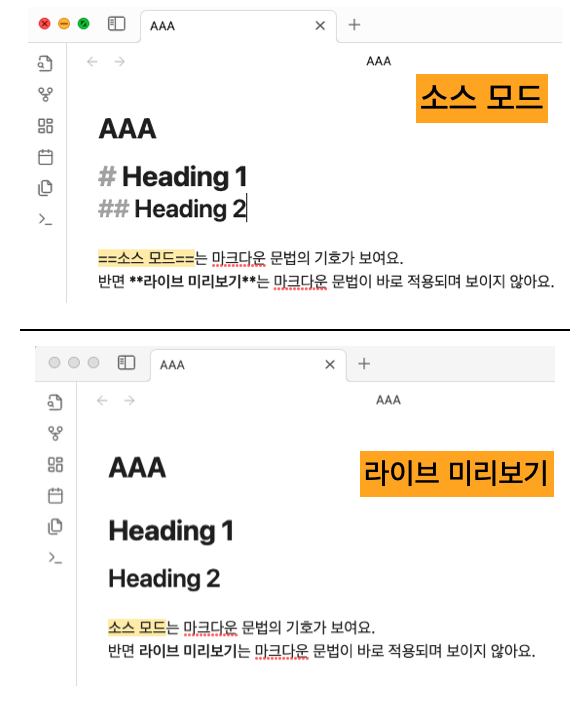 AAA
AAA
소스 모드
AAA
# Heading 1
## Heading 2
==소스 모드==는 마크다운 문법의 기호가 보여요.
반면 **라이브 미리보기**는 마크다운 문법이 바로 적용되며 보이지 않아요.
AAA
AAA
라이브 미리보기
AAA
Heading 1
Heading 2
소스 모드는 마크다운 문법의 기호가 보여요.
반면 라이브 미리보기는 마크다운 문법이 바로 적용되며 보이지 않아요.